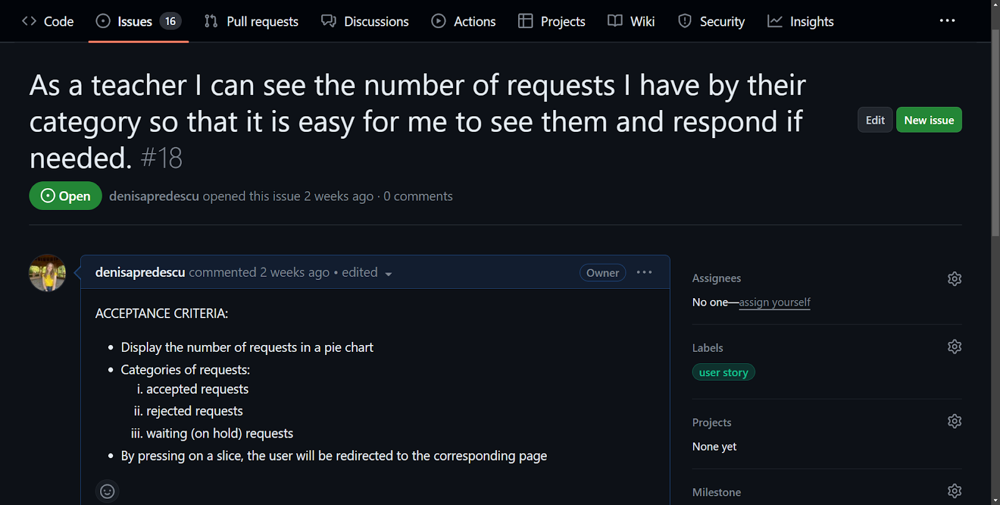 Code Issues 16 Pull requests Discussions Actions Projects Wiki Security Insights
As a teacher I can see the number of requests I have by their
category so that it is easy for me to see them and respond if
needed. #18
Edit New issue
Open denisapredescu opened this issue 2 weeks ago · 0 comments
denisapredescu commented 2 weeks ago • edited Owner
ACCEPTANCE CRITERIA:
• Display the number of requests in a pie chart
• Categories of requests:
i. accepted requests
ii. rejected requests
iii. waiting (on hold) requests
• By pressing on a slice, the user will be redirected to the corresponding page
Assignees
No one—assign yourself
Labels
user story
Projects
None yet
Milestone